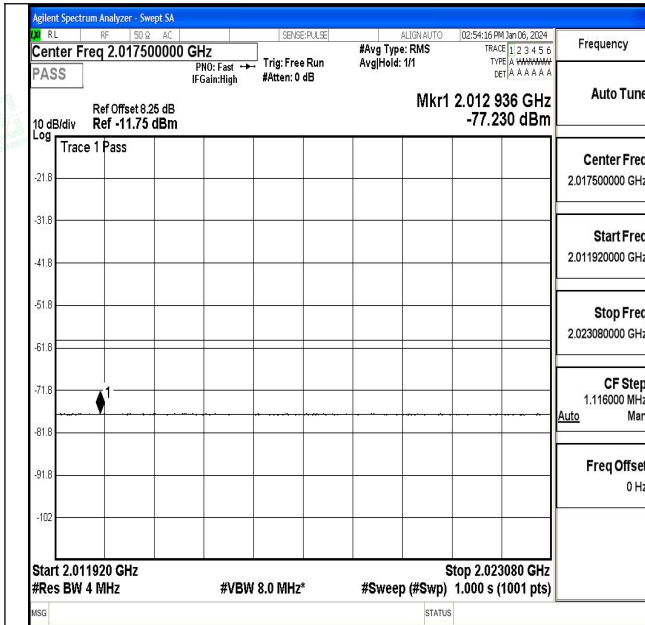 Agilent Spectrum Analyzer - Swept SA
RL RF 50 Ω AC SENSE:PULSE ALIGN AUTO 02:54:16 PM Jan 06, 2024
Center Freq 2.017500000 GHz
PASS
PNO: Fast
IFGain:High
Trig: Free Run
#Atten: 0 dB
#Avg Type: RMS
Avg|Hold: 1/1
TRACE 1 2 3 4 5 6
TYPE A WWWWW
DET A A A A A A
Ref Offset 8.25 dB
10 dB/div Ref -11.75 dBm
Log
Mkr1 2.012 936 GHz
-77.230 dBm
Trace 1 Pass
-21.8
-31.8
-41.8
-51.8
-61.8
-71.8
1
-81.8
-91.8
-102
Start 2.011920 GHz Stop 2.023080 GHz
#Res BW 4 MHz #VBW 8.0 MHz* #Sweep (#Swp) 1.000 s (1001 pts)
MSG STATUS
Frequency
Auto Tune
Center Freq
2.017500000 GHz
Start Freq
2.011920000 GHz
Stop Freq
2.023080000 GHz
CF Step
1.116000 MHz
Auto Man
Freq Offset
0 Hz